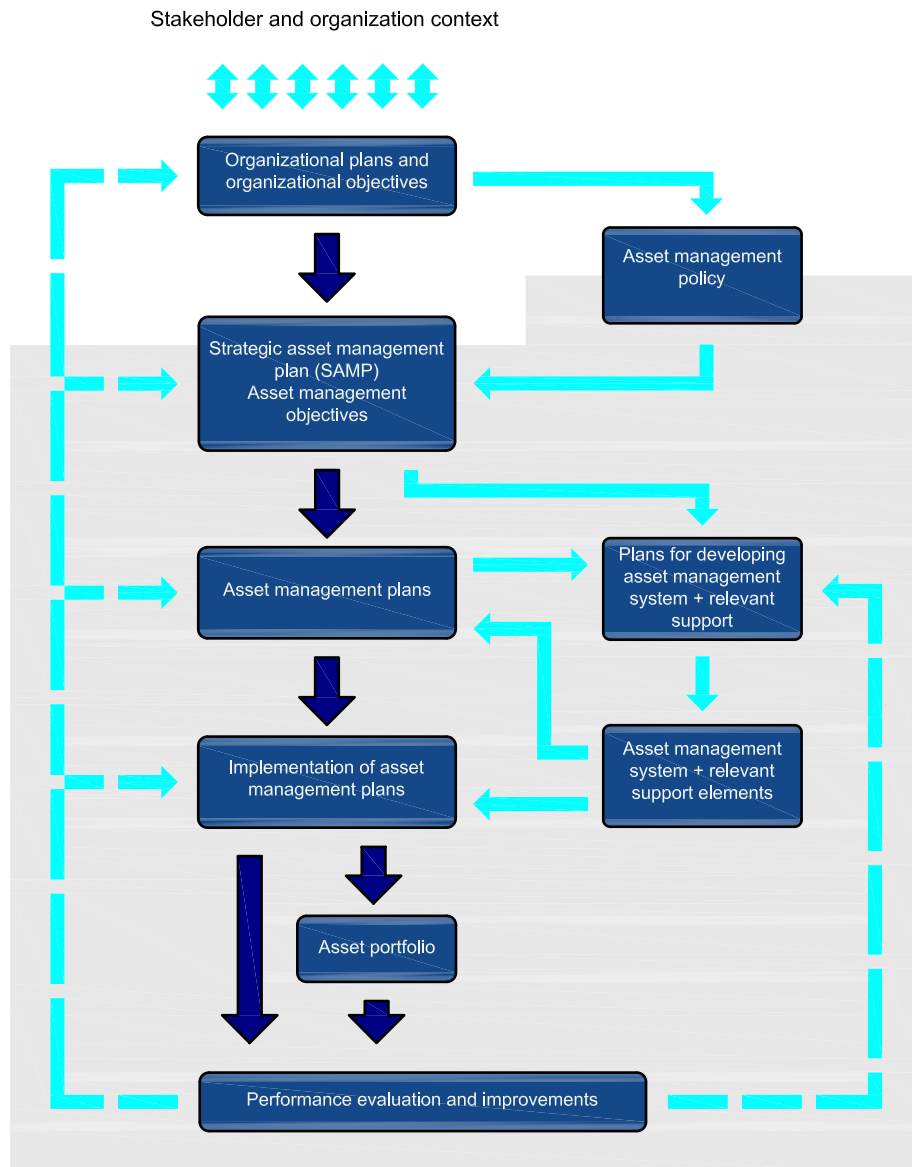 Stakeholder and organization context
Organizational plans and
organizational objectives
Asset management
policy
Strategic asset management
plan (SAMP)
Asset management
objectives
Asset management plans
Plans for developing
asset management
system + relevant
support
Implementation of asset
management plans
Asset management
system + relevant
support elements
Asset portfolio
Performance evaluation and improvements